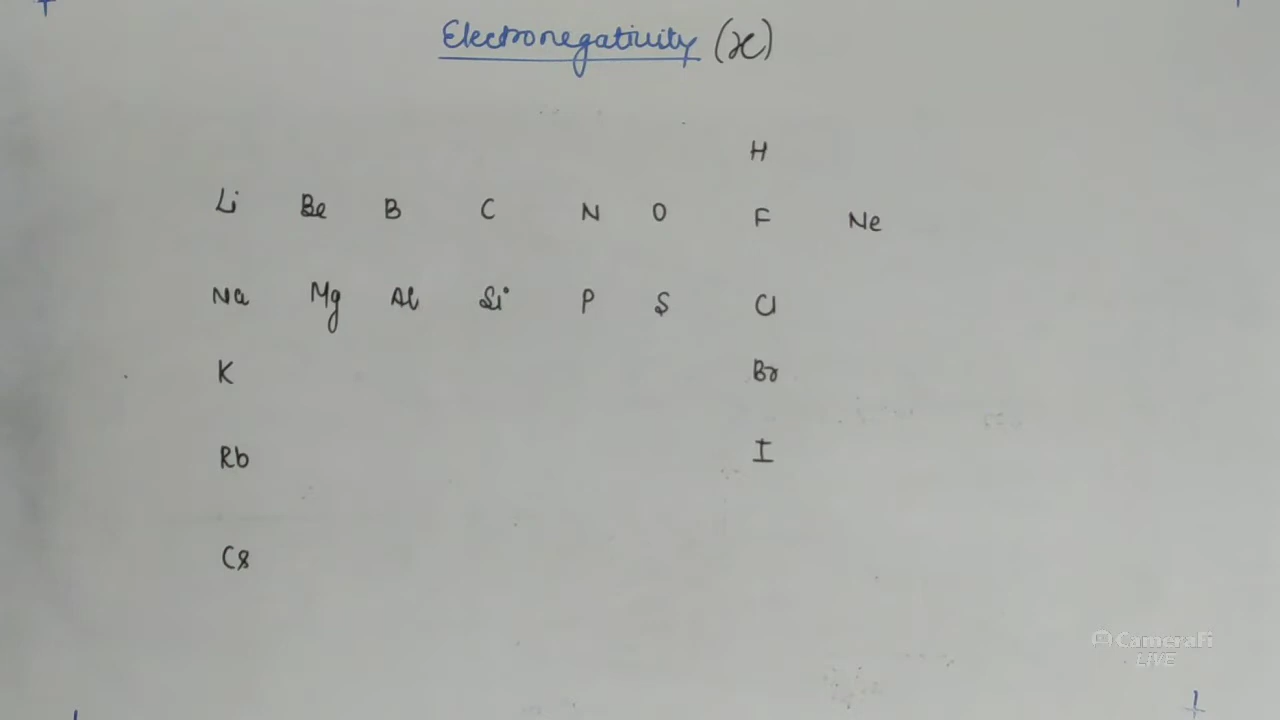 Electronegativity (x)
H
Li Be B C N O F Ne
Na Mg Al Si P S Cl
K Br
Rb I
Cs
CameraFi
LIVE